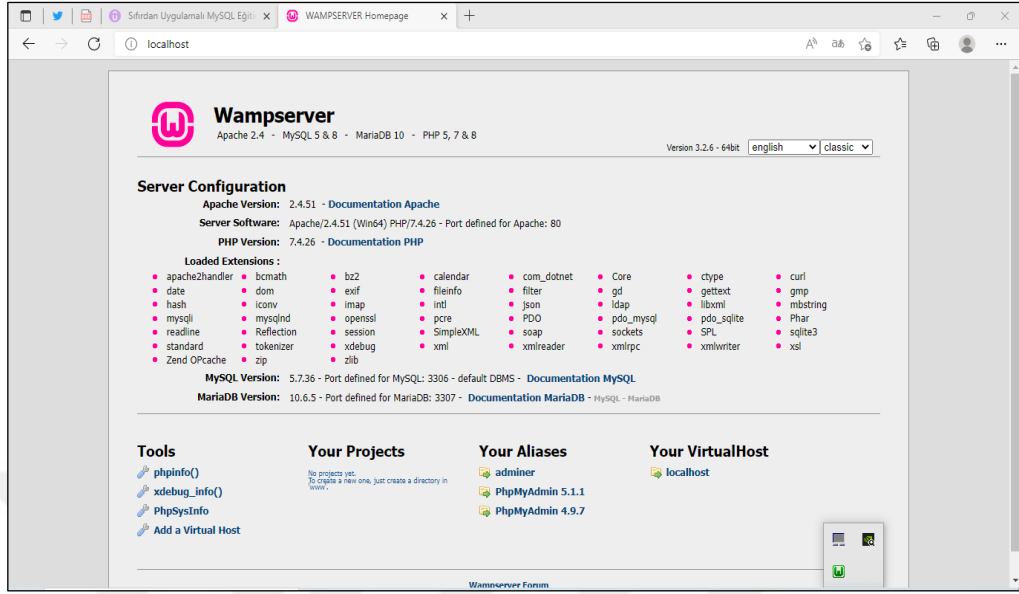 Sıfırdan Uygulamalı MySQL Eğiti
WAMPSERVER Homepage
localhost
Wampserver
Apache 2.4 - MySQL 5 & 8 - MariaDB 10 - PHP 5, 7 & 8
Version 3.2.6 - 64bit english classic
Server Configuration
Apache Version: 2.4.51 - Documentation Apache
Server Software: Apache/2.4.51 (Win64) PHP/7.4.26 - Port defined for Apache: 80
PHP Version: 7.4.26 - Documentation PHP
Loaded Extensions :
apache2handler bcmath bz2 calendar com_dotnet Core ctype curl
date dom exif fileinfo filter gd gettext gmp
hash iconv imap intl json ldap libxml mbstring
mysqli mysqlnd openssl pcre PDO pdo_mysql pdo_sqlite Phar
readline Reflection session SimpleXML soap sockets SPL sqlite3
standard tokenizer xdebug xml xmlreader xmlrpc xmlwriter xsl
Zend OPcache zip zlib
MySQL Version: 5.7.36 - Port defined for MySQL: 3306 - default DBMS - Documentation MySQL
MariaDB Version: 10.6.5 - Port defined for MariaDB: 3307 - Documentation MariaDB - MySQL - MariaDB
Tools
phpinfo()
xdebug_info()
PhpSysInfo
Add a Virtual Host
Your Projects
No projects yet.
To create a new one, just create a directory in
'www'.
Your Aliases
adminer
PhpMyAdmin 5.1.1
PhpMyAdmin 4.9.7
Your VirtualHost
localhost
Wampserver Forum